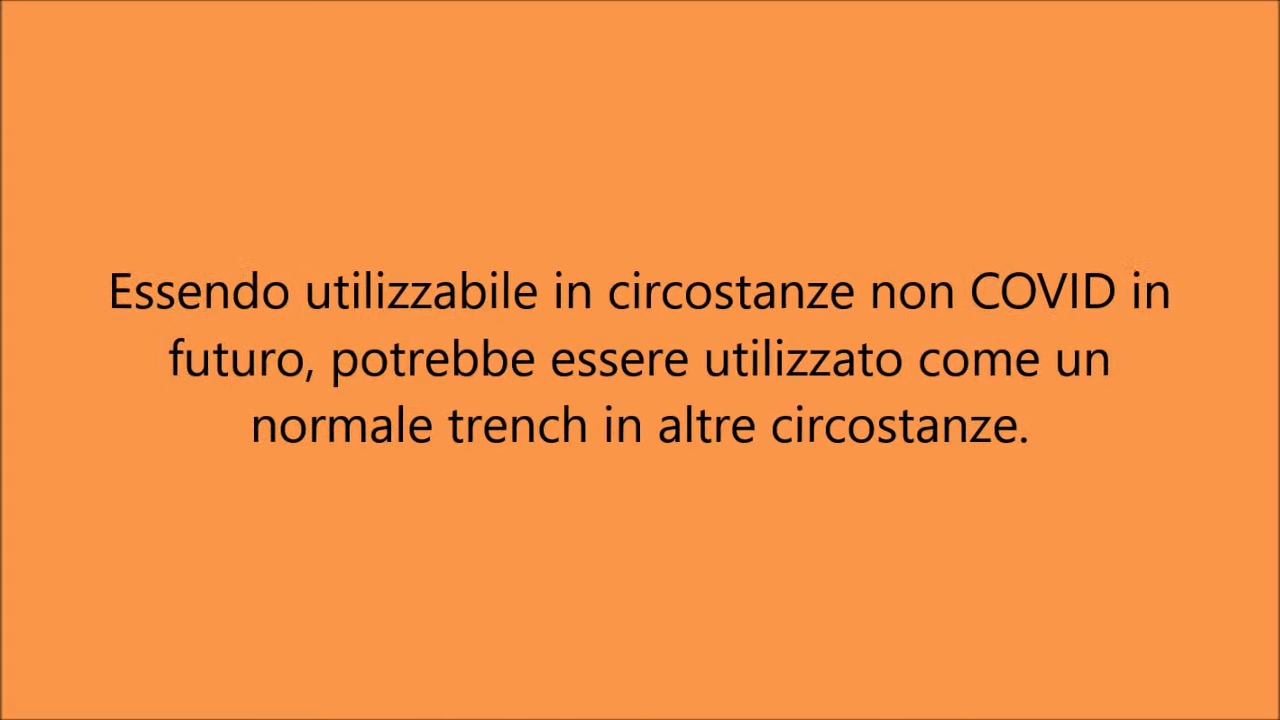 Essendo utilizzabile in circostanze non COVID in
futuro, potrebbe essere utilizzato come un
normale trench in altre circostanze.